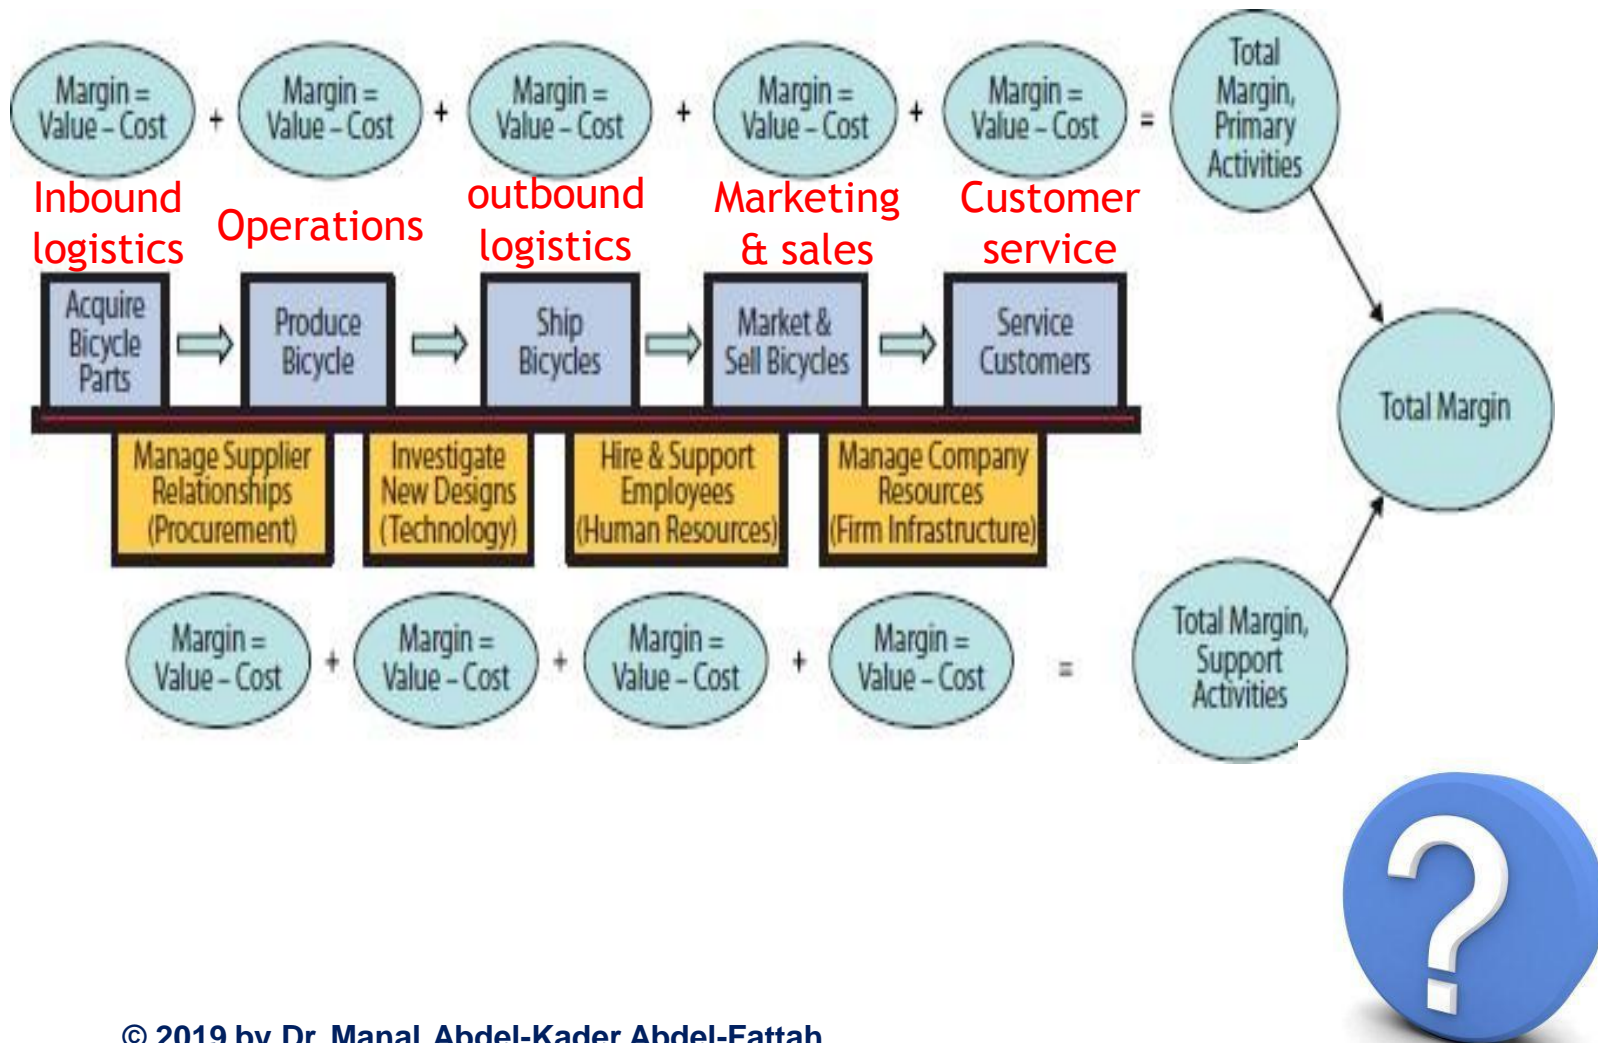 Margin =
Value – Cost
+
Margin =
Value – Cost
+
Margin =
Value – Cost
+
Margin =
Value – Cost
+
Margin =
Value – Cost
=
Total
Margin,
Primary
Activities
Inbound
logistics
Operations
outbound
logistics
Marketing
& sales
Customer
service
Acquire
Bicycle
Parts
Produce
Bicycle
Ship
Bicycles
Market &
Sell Bicycles
Service
Customers
Total Margin
Manage Supplier
Relationships
(Procurement)
Investigate
New Designs
(Technology)
Hire & Support
Employees
(Human Resources)
Manage Company
Resources
(Firm Infrastructure)
Margin =
Value – Cost
+
Margin =
Value – Cost
+
Margin =
Value – Cost
+
Margin =
Value – Cost
=
Total Margin,
Support
Activities
?
© 2019 by Dr. Manal Abdel-Kader Abdel-Fattah